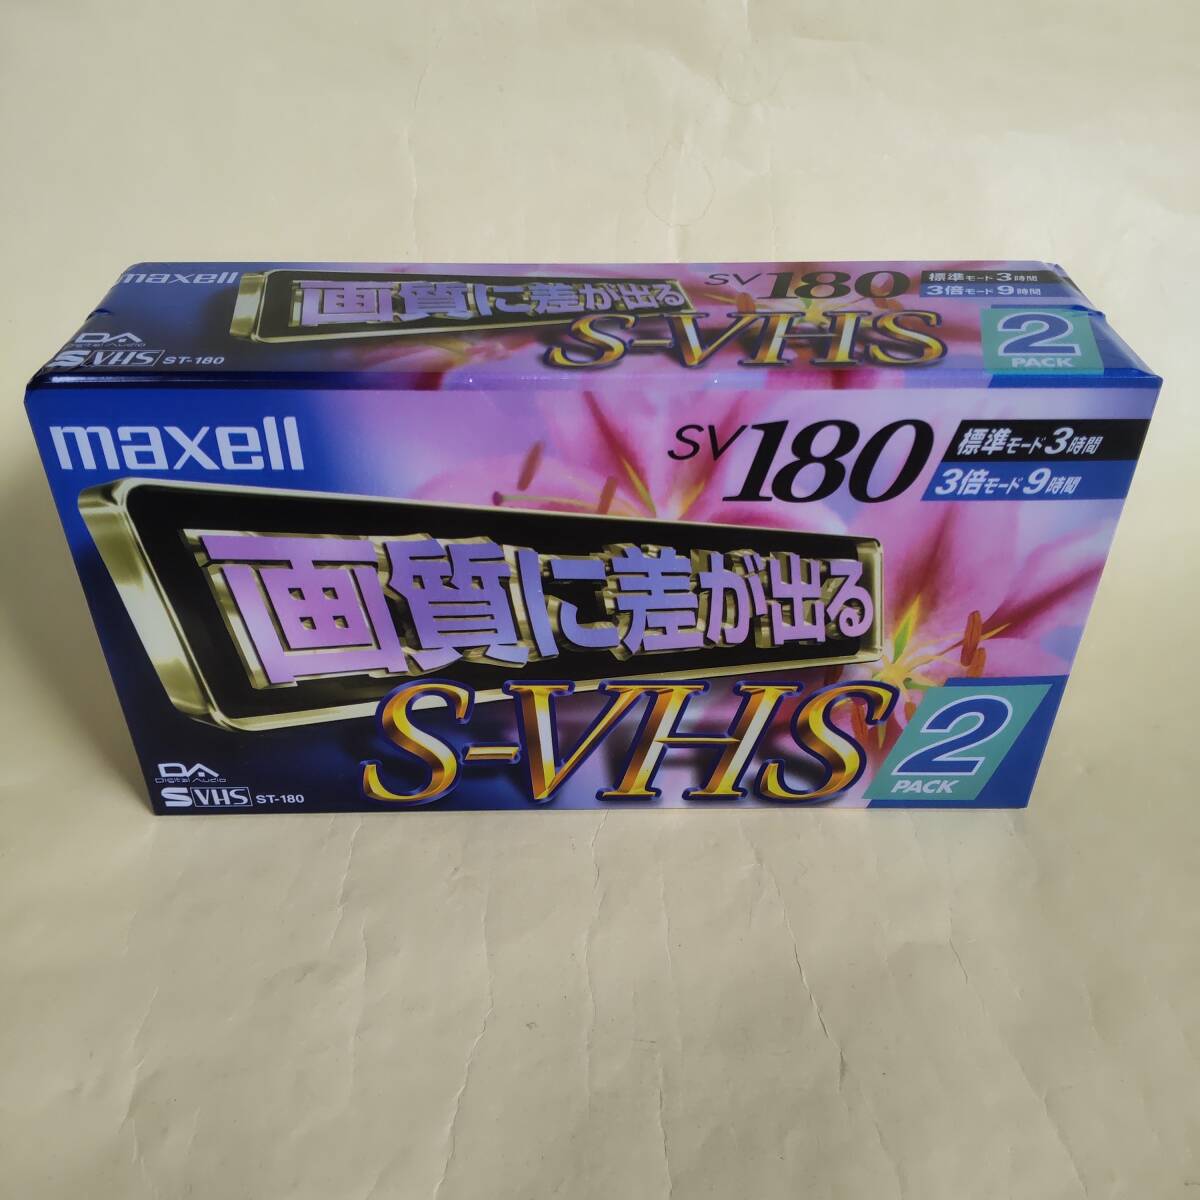 maxell
画質に差が出る
SV180
標準モード3時間
3倍モード9時間
S-VHS
2
PACK
DA
Digital Audio
S VHS ST-180
maxell
SV180
標準モード3時間
3倍モード9時間
画質に差が出る
S-VHS
2
PACK
DA
Digital Audio
S VHS ST-180